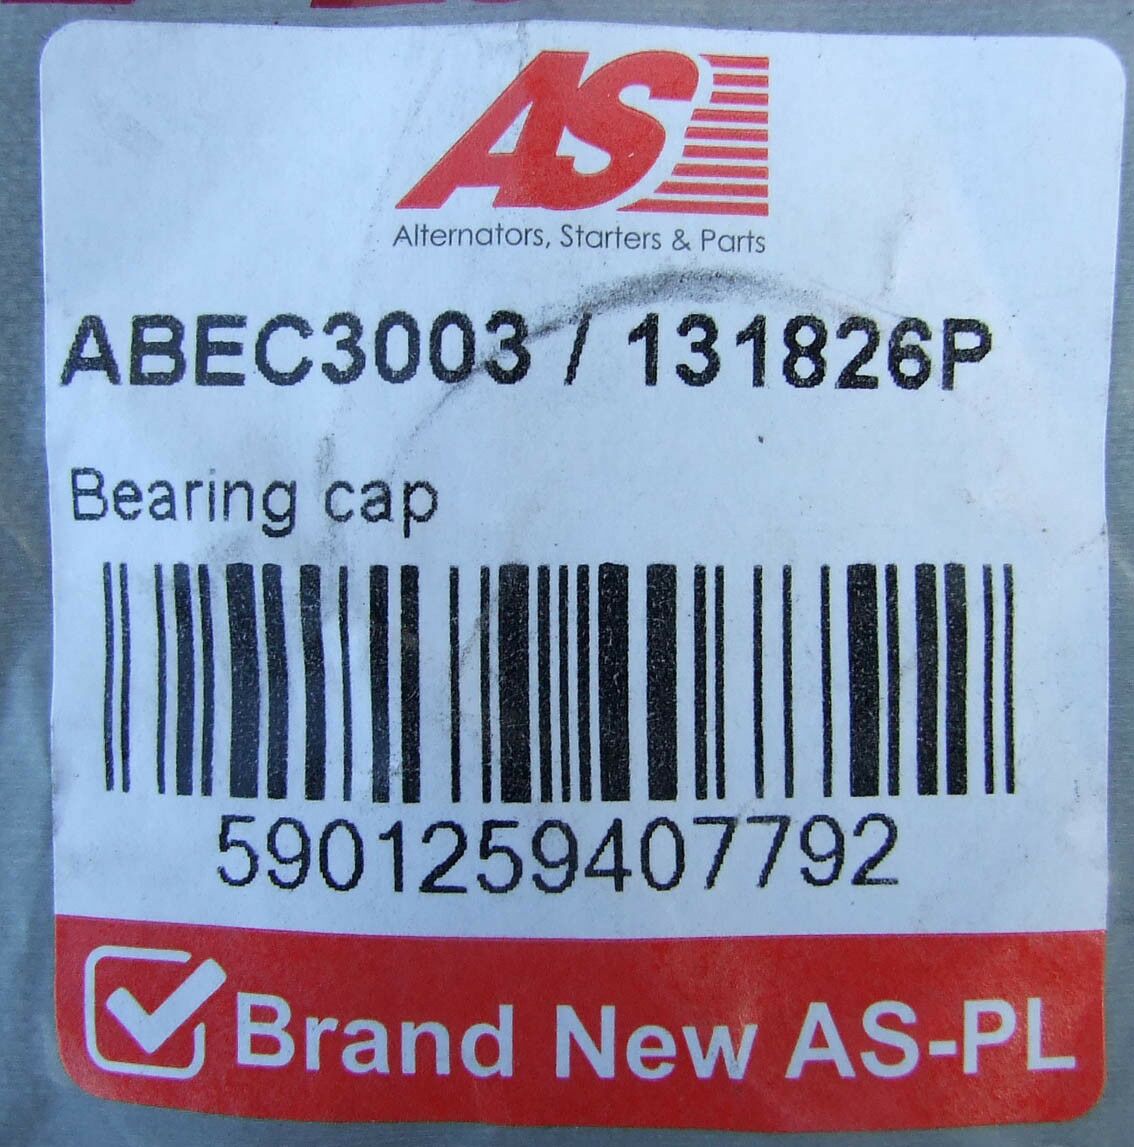 AS
Alternators, Starters & Parts
ABEC3003 / 131826P
Bearing cap
5901259407792
Brand New AS-PL